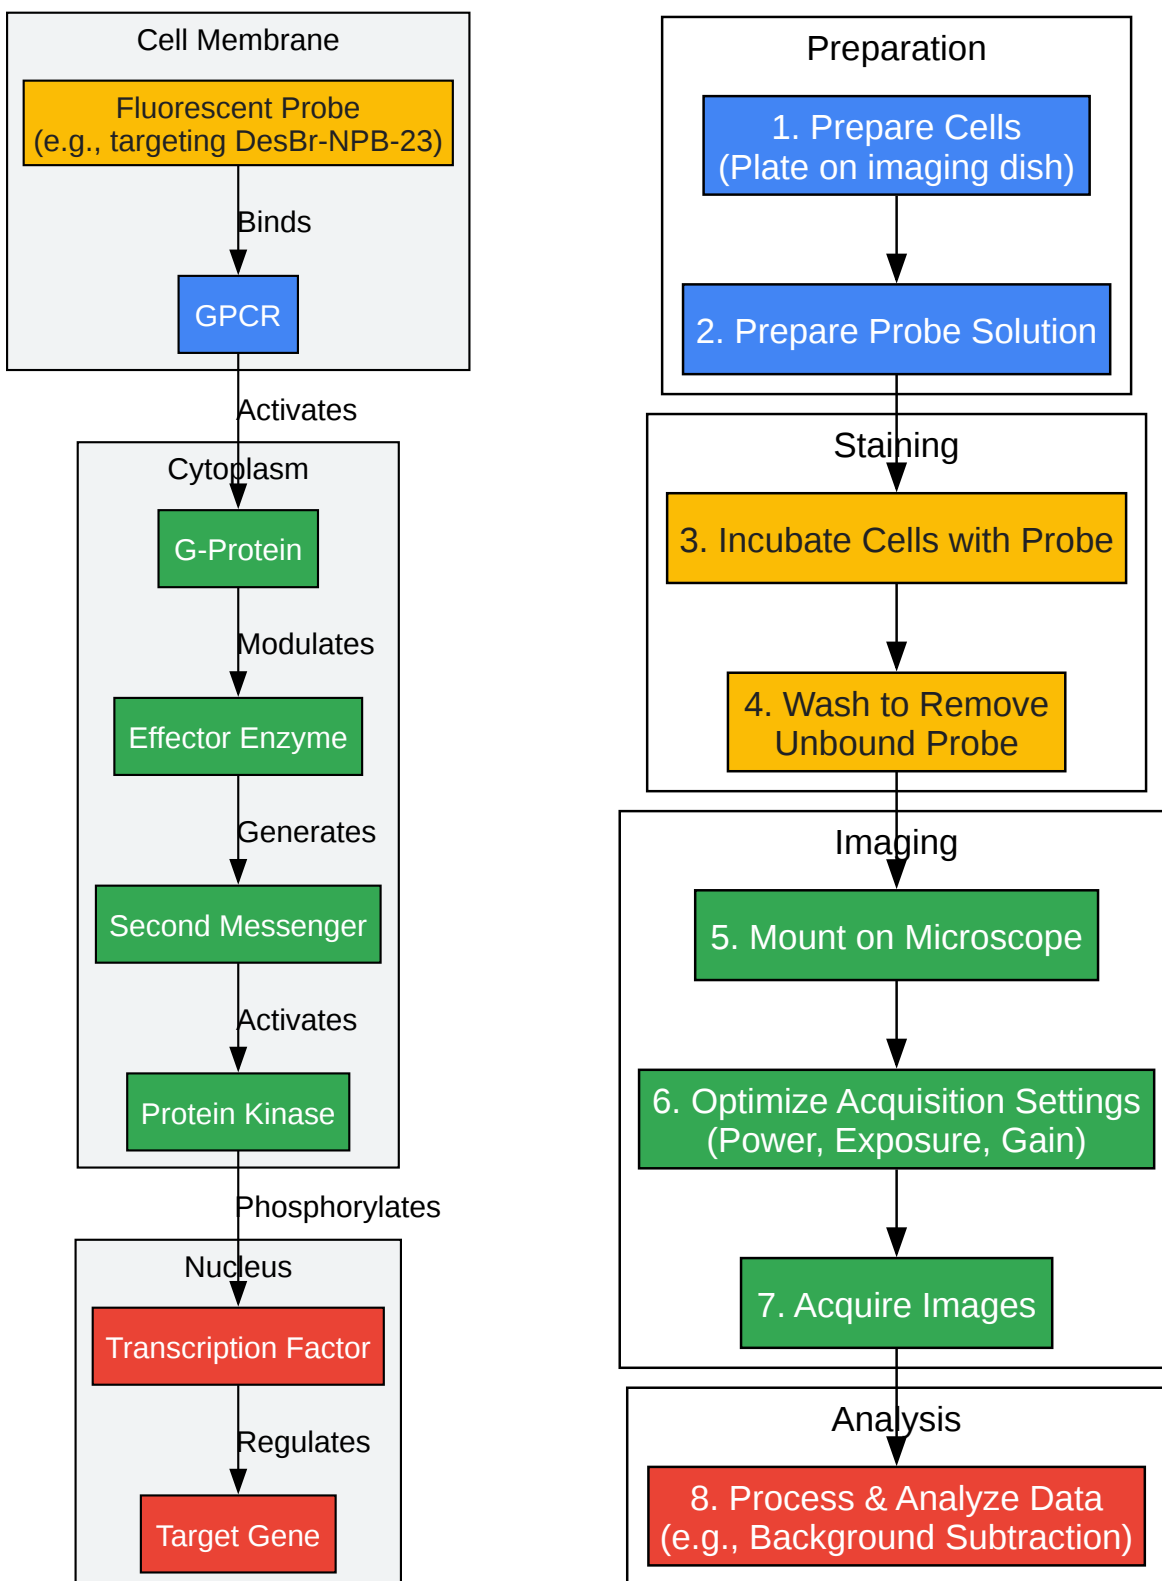 Cell Membrane
Fluorescent Probe
(e.g., targeting DesBr-NPB-23)
Binds
GPCR
Activates
Cytoplasm
G-Protein
Modulates
Effector Enzyme
Generates
Second Messenger
Activates
Protein Kinase
Phosphorylates
Nucleus
Transcription Factor
Regulates
Target Gene
Preparation
1. Prepare Cells
(Plate on imaging dish)
2. Prepare Probe Solution
Staining
3. Incubate Cells with Probe
4. Wash to Remove
Unbound Probe
Imaging
5. Mount on Microscope
6. Optimize Acquisition Settings
(Power, Exposure, Gain)
7. Acquire Images
Analysis
8. Process & Analyze Data
(e.g., Background Subtraction)